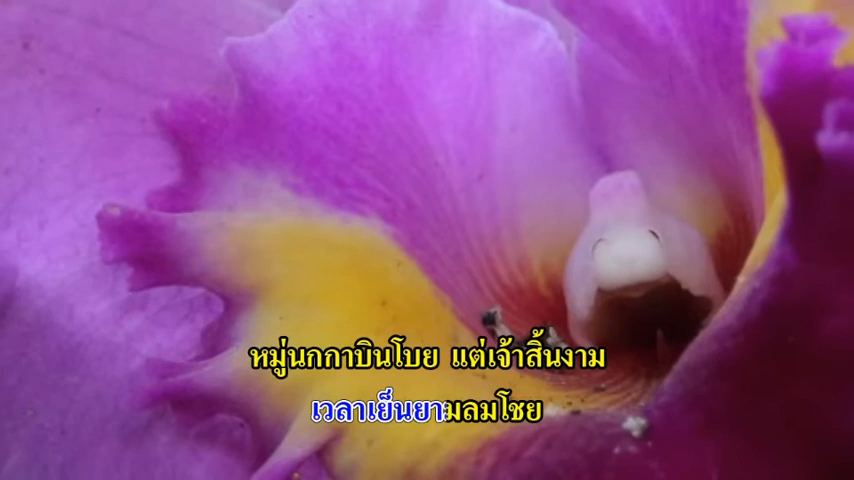 หมู่นกกาบินโบย แต่เจ้าสิ้นงาม
เวลาเย็นยามลมโชย